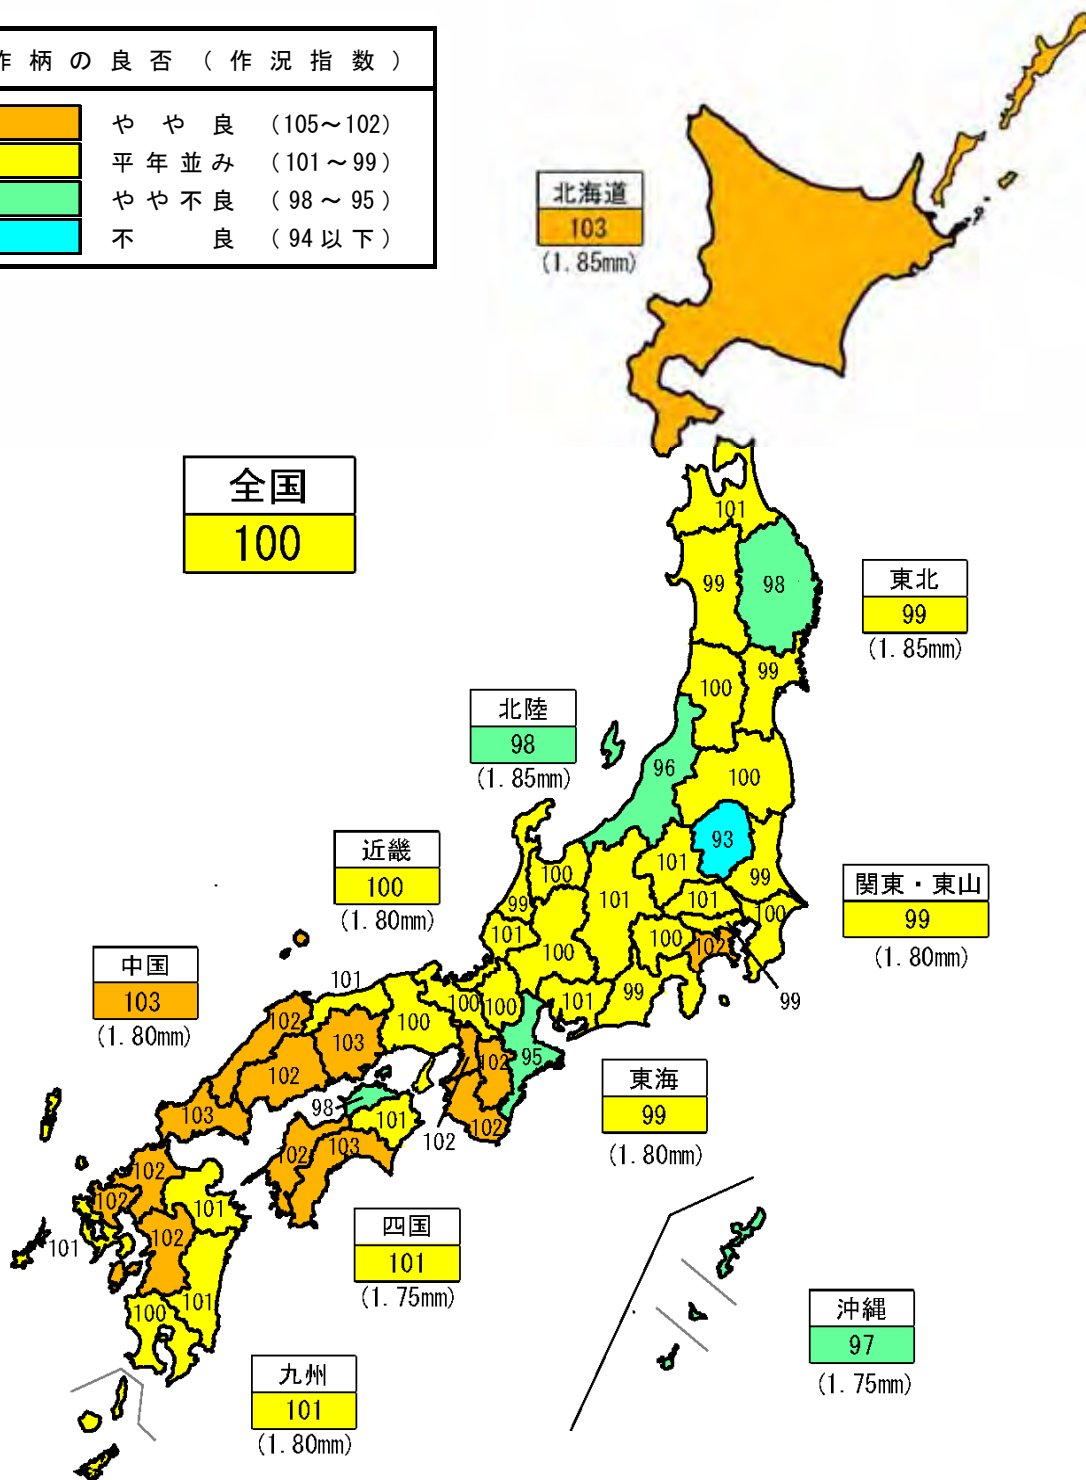 作柄の良否（作況指数）
やや良 （105～102）
平年並み （101～99）
やや不良 （98～95）
不良 （94以下）
北海道
103
(1.85mm)
全国
100
101
99
98
東北
99
(1.85mm)
99
100
北陸
98
(1.85mm)
96
100
93
近畿
100
(1.80mm)
101
99
関東・東山
99
(1.80mm)
100
101
101
100
99
101
100
100
102
99
中国
103
(1.80mm)
101
102
103
100
100
100
101
99
102
102
95
東海
99
(1.80mm)
103
98
101
102
102
102
103
102
102
101
101
102
四国
101
(1.75mm)
100
101
沖縄
97
(1.75mm)
九州
101
(1.80mm)